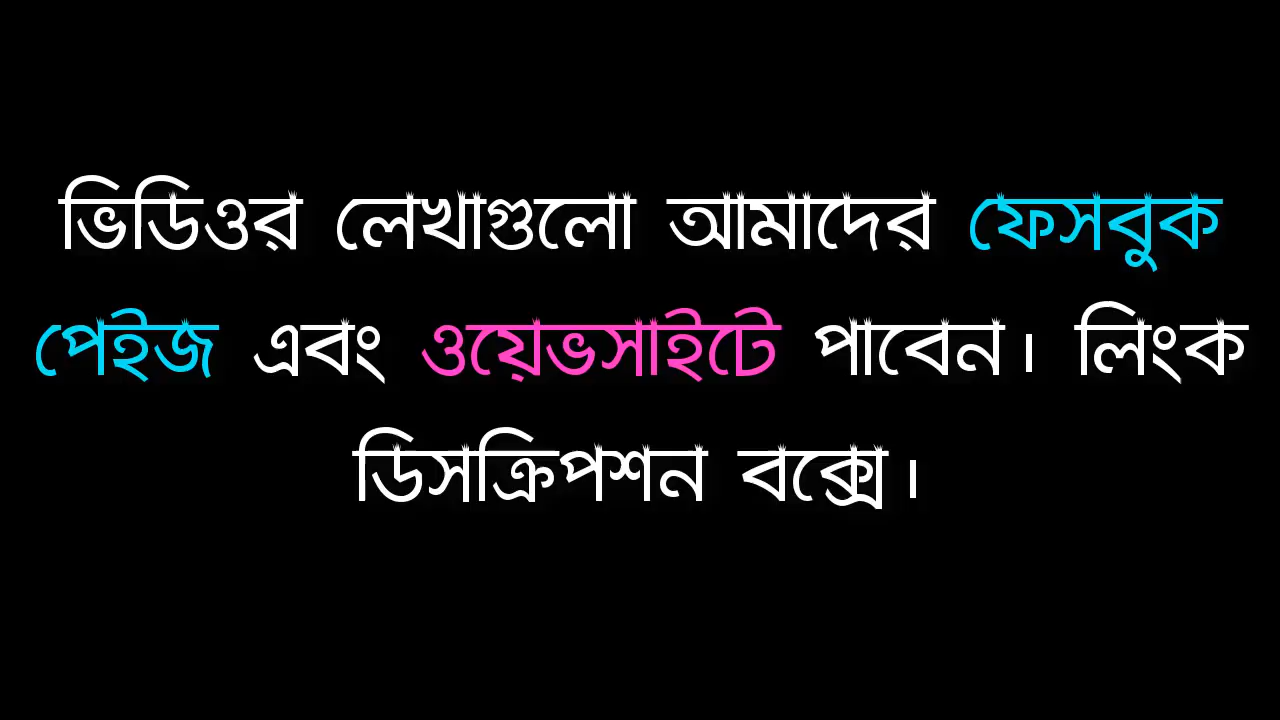 ভিডিওর লেখাগুলো আমাদের ফেসবুক
পেইজ এবং ওয়েভসাইটে পাবেন। লিংক
ডিসক্রিপশন বক্সে।